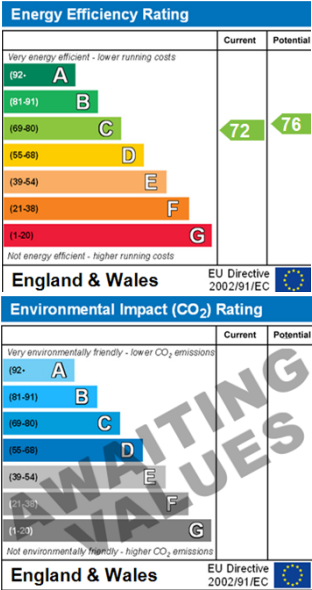 Energy Efficiency Rating
Current Potential
Very energy efficient - lower running costs
(92- A
(81-91) B
(69-80) C 72 76
(55-68) D
(39-54) E
(21-38) F
(1-20) G
Not energy efficient - higher running costs
England & Wales EU Directive 2002/91/EC
Environmental Impact (CO₂) Rating
Current Potential
Very environmentally friendly - lower CO₂ emissions
(92- A
(81-91) B
(69-80) C
(55-68) D
(39-54) E
(21-38) F
(1-20) G
AWAITING
VALUES
Not environmentally friendly - higher CO₂ emissions
England & Wales EU Directive 2002/91/EC